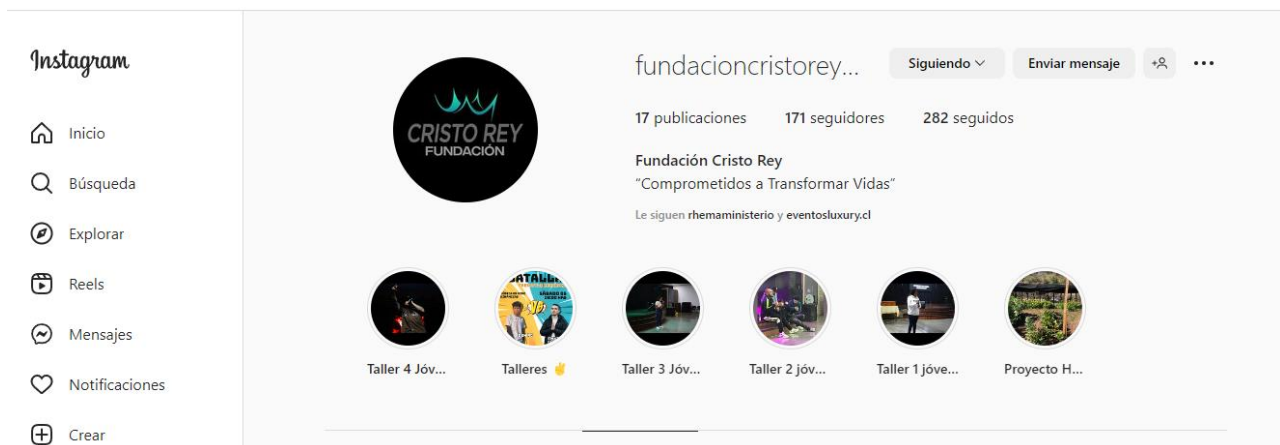 Instagram
Inicio
Búsqueda
Explorar
Reels
Mensajes
Notificaciones
Crear
CRISTO REY
FUNDACIÓN
fundacioncristorey...
Siguiendo
Enviar mensaje
17 publicaciones 171 seguidores 282 seguidos
Fundación Cristo Rey
“Comprometidos a Transformar Vidas”
Le siguen rhemaministerio y eventosluxury.cl
Taller 4 Jóv...
Talleres ✌️
Taller 3 Jóv...
Taller 2 jóv...
Taller 1 jóve...
Proyecto H...